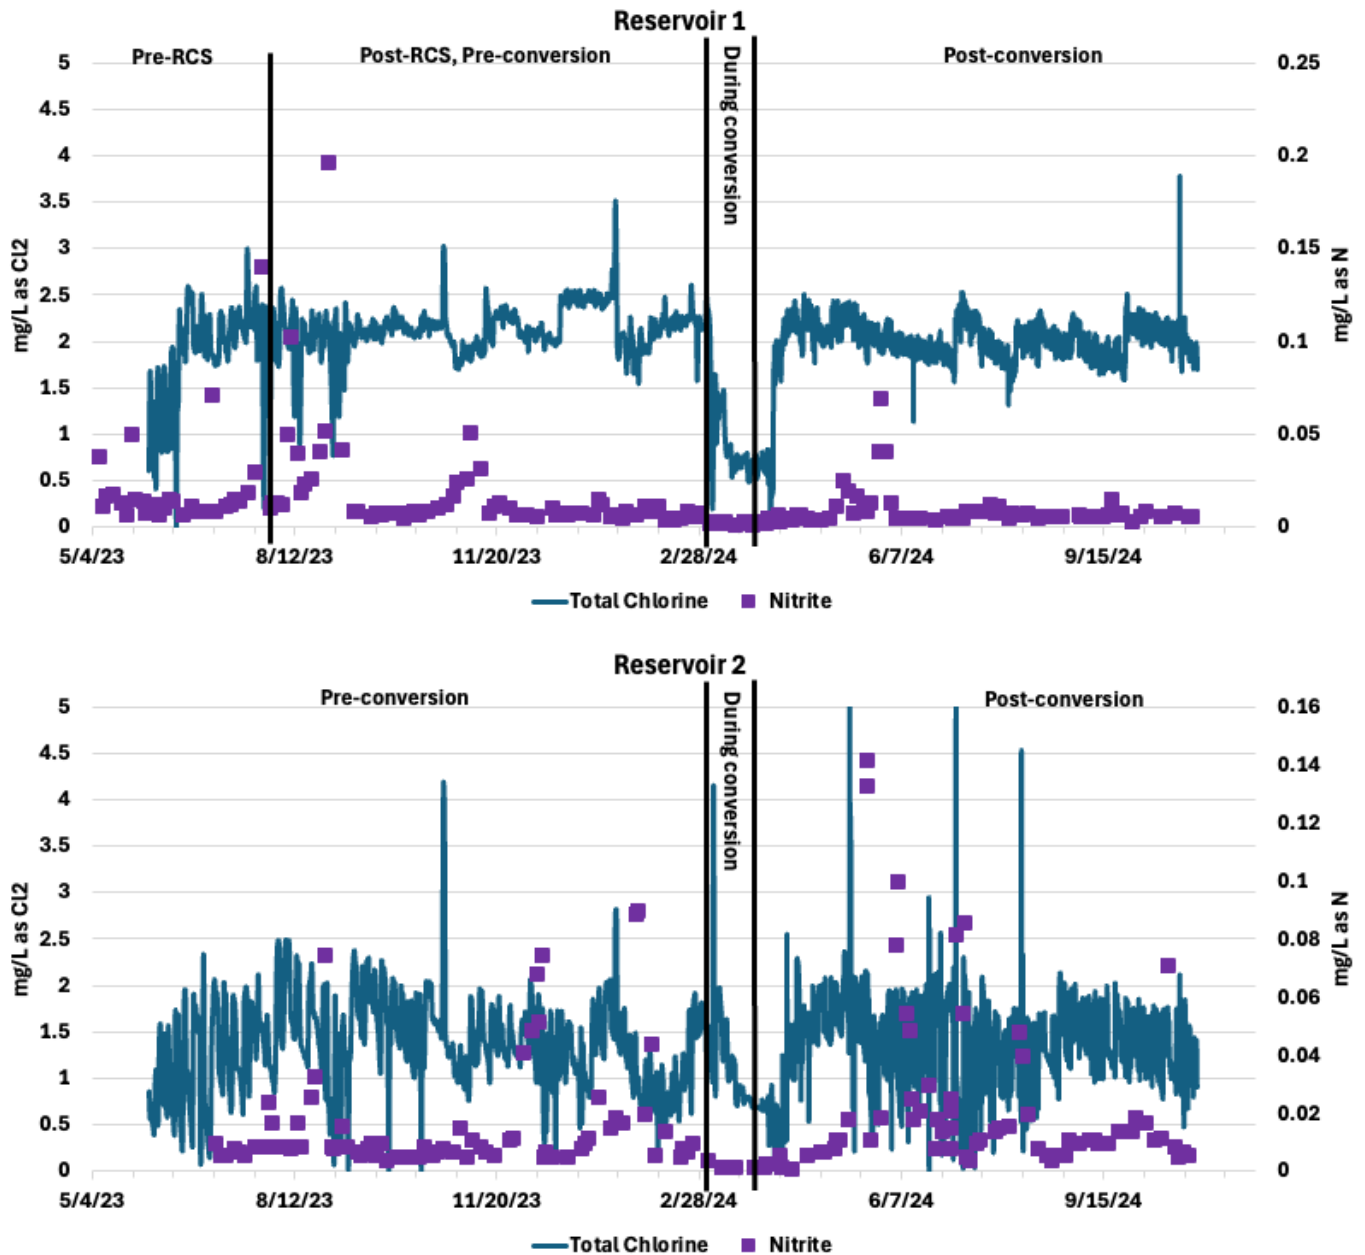 Reservoir 1
Pre-RCS
Post-RCS, Pre-conversion
During conversion
Post-conversion
5
4.5
4
3.5
3
2.5
2
1.5
1
0.5
0
mg/L as Cl2
0.25
0.2
0.15
0.1
0.05
0
mg/L as N
5/4/23 8/12/23 11/20/23 2/28/24 6/7/24 9/15/24
Total Chlorine Nitrite
Reservoir 2
Pre-conversion
During conversion
Post-conversion
5
4.5
4
3.5
3
2.5
2
1.5
1
0.5
0
mg/L as Cl2
0.16
0.14
0.12
0.1
0.08
0.06
0.04
0.02
0
mg/L as N
5/4/23 8/12/23 11/20/23 2/28/24 6/7/24 9/15/24
Total Chlorine Nitrite